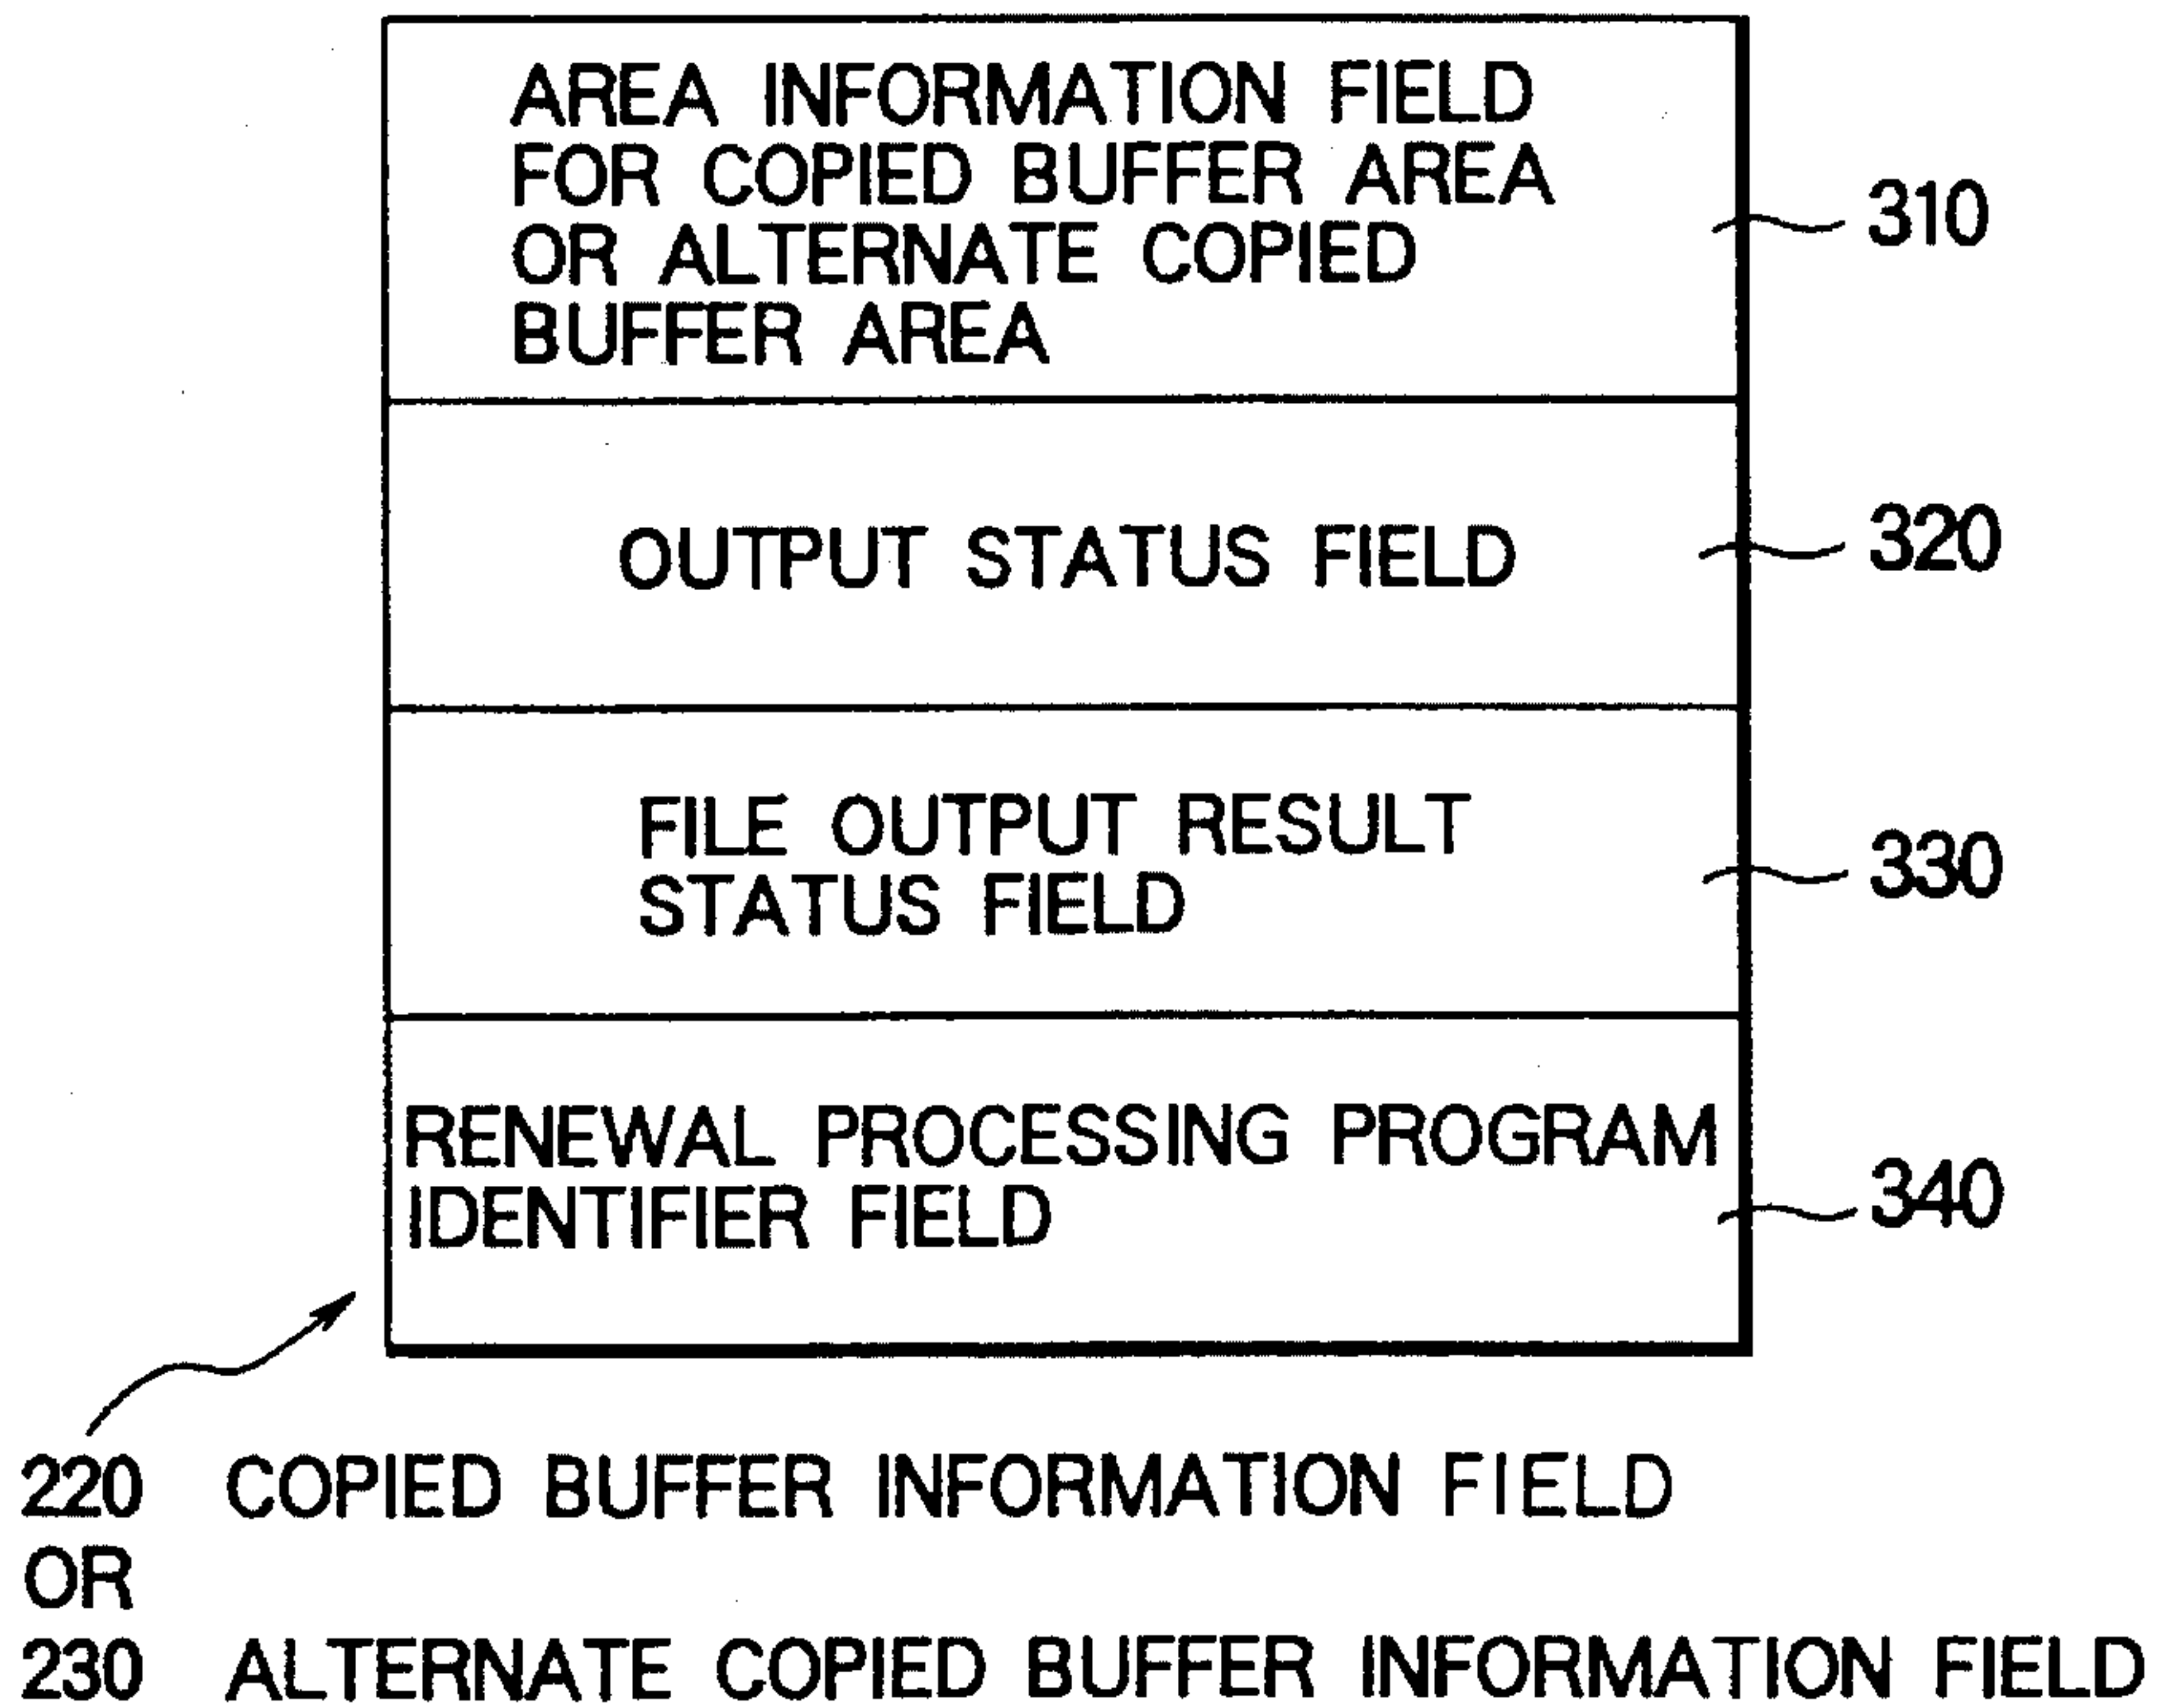 AREA INFORMATION FIELD
FOR COPIED BUFFER AREA
OR ALTERNATE COPIED
BUFFER AREA
310
OUTPUT STATUS FIELD
320
FILE OUTPUT RESULT
STATUS FIELD
330
RENEWAL PROCESSING PROGRAM
IDENTIFIER FIELD
340
220 COPIED BUFFER INFORMATION FIELD
OR
230 ALTERNATE COPIED BUFFER INFORMATION FIELD